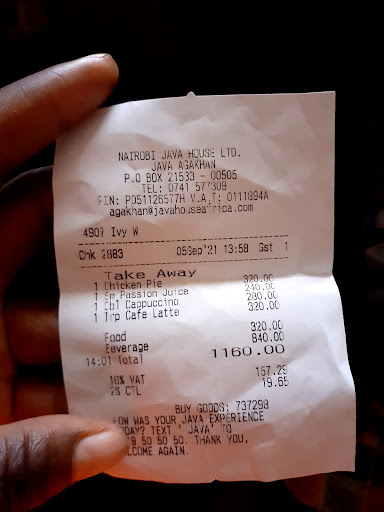 NAIROBI JAVA HOUSE LTD.
JAVA AGAKHAN
P.O BOX 21533 - 00505
TEL: 0741 577309
PIN: P051126577H V.A.T: 0111894A
agakhan@javahouseafrica.com
4907 Ivy W
Chk 2883 05Sep'21 13:58 Gst 1
Take Away
1 Chicken Pie 320.00
1 Sm Passion Juice 240.00
1 Dbl Cappuccino 280.00
1 Trp Cafe Latte 320.00
Food 320.00
Beverage 840.00
14:01 Total 1160.00
16% VAT 157.29
2% CTL 19.65
BUY GOODS: 737298
HOW WAS YOUR JAVA EXPERIENCE
TODAY? TEXT ' JAVA' TO
50 50 50. THANK YOU,
WELCOME AGAIN.